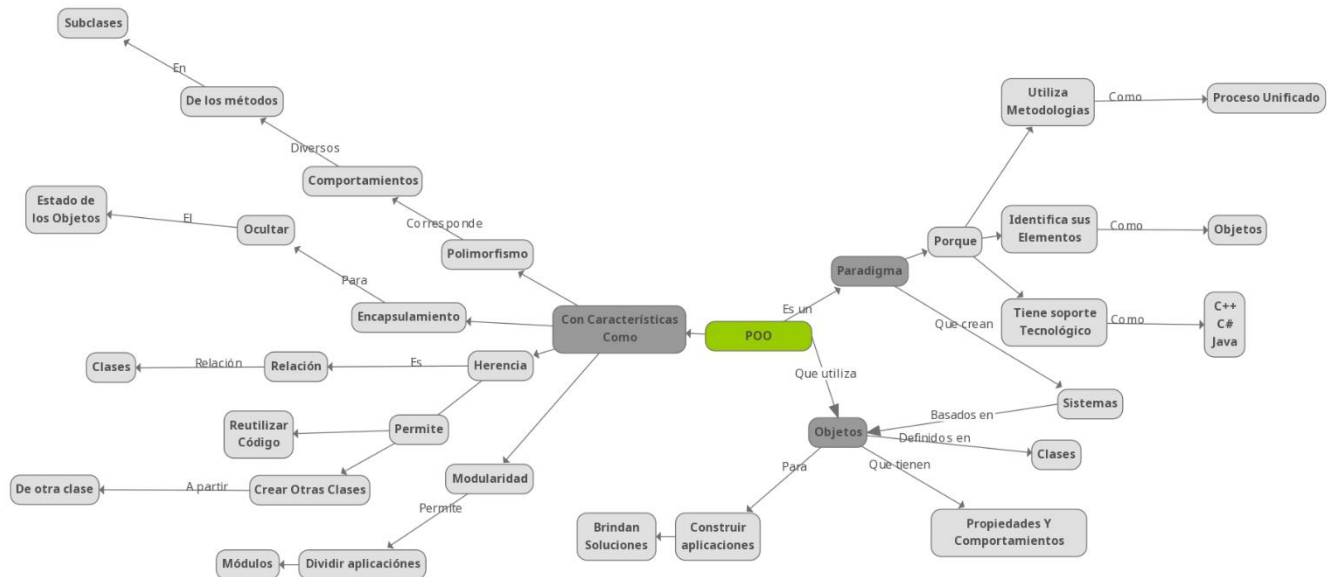 Subclases
En
De los métodos
Diversos
Comportamientos
Corresponde
Polimorfismo
Estado de
los Objetos
El
Ocultar
Para
Encapsulamiento
Con Características
Como
POO
Clases
Relación
Relación
Es
Herencia
Reutilizar
Código
Permite
De otra clase
A partir
Crear Otras Clases
Modularidad
Permite
Módulos
Dividir aplicaciónes
Es un
Paradigma
Porque
Utiliza
Metodologias
Como
Proceso Unificado
Identifica sus
Elementos
Como
Objetos
Tiene soporte
Tecnológico
Como
C++
C#
Java
Que crean
Sistemas
Basados en
Que utiliza
Objetos
Definidos en
Clases
Que tienen
Propiedades Y
Comportamientos
Para
Construir
aplicaciones
Brindan
Soluciones